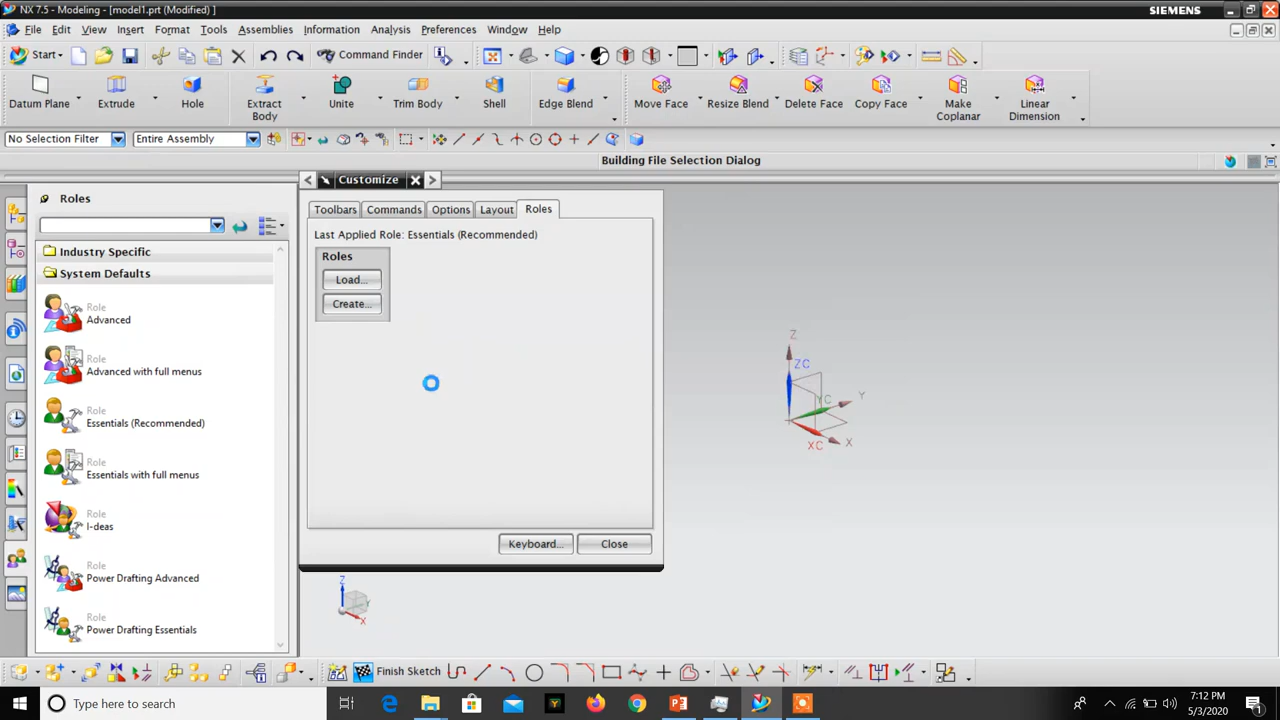 NX 7.5 - Modeling - [model1.prt (Modified) ]
SIEMENS
File Edit View Insert Format Tools Assemblies Information Analysis Preferences Window Help
Start Command Finder
Datum Plane Extrude Hole Extract Body Unite Trim Body Shell Edge Blend Move Face Resize Blend Delete Face Copy Face Make Coplanar Linear Dimension
No Selection Filter Entire Assembly
Building File Selection Dialog
Customize
Roles
Toolbars Commands Options Layout Roles
Last Applied Role: Essentials (Recommended)
Roles
Load...
Create...
Keyboard... Close
Industry Specific
System Defaults
Role
Advanced
Role
Advanced with full menus
Role
Essentials (Recommended)
Role
Essentials with full menus
Role
I-deas
Role
Power Drafting Advanced
Role
Power Drafting Essentials
Z
ZC
YC
Y
XC
X
Z
Y
X
Finish Sketch
Type here to search
7:12 PM
5/3/2020
1